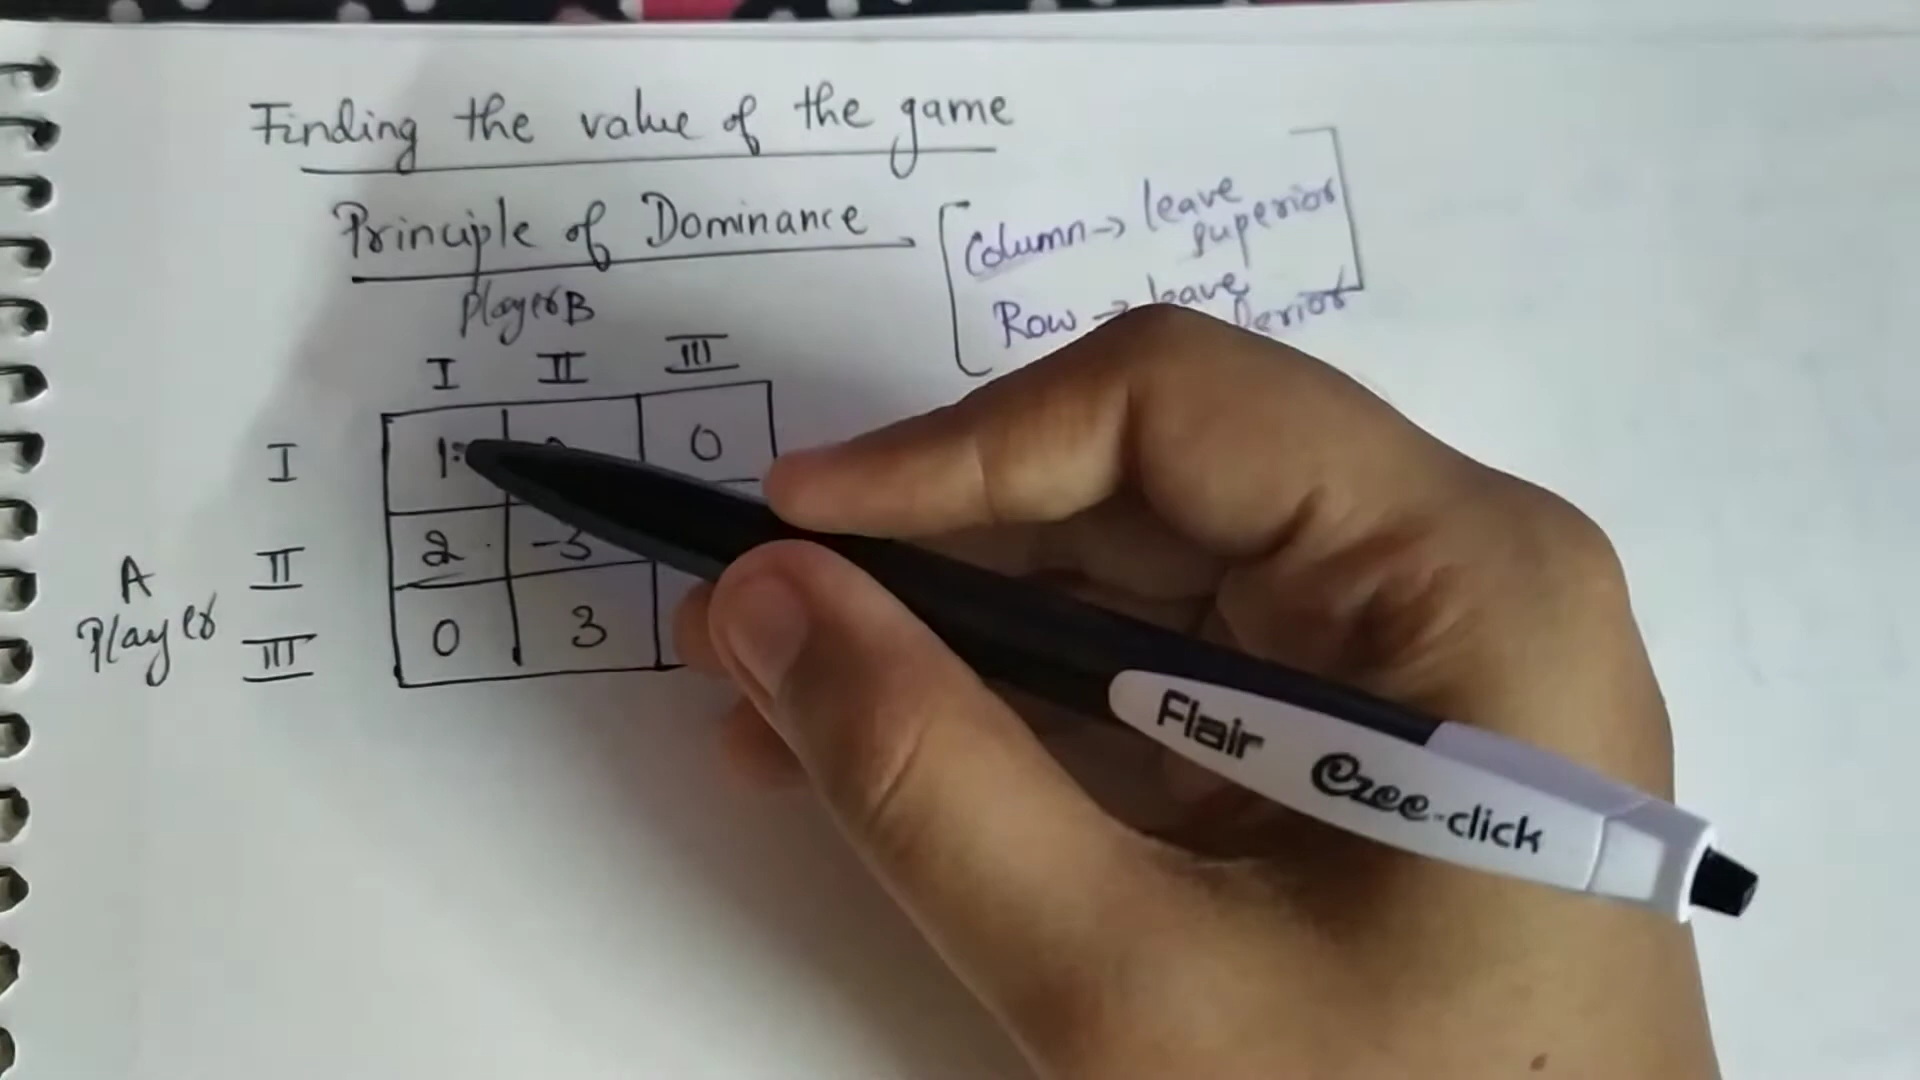 Finding the value of the game
Principle of Dominance
Column → leave superior
Row → leave
Player B
I II III
I 1 0
II 2 -3
III 0 3
A Player
Flair ezee-click